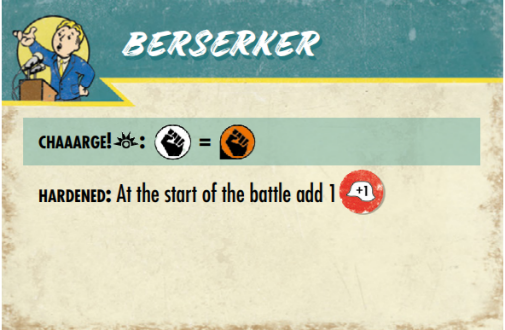 BERSERKER
CHAAARGE! : =
HARDENED: At the start of the battle add 1 +1